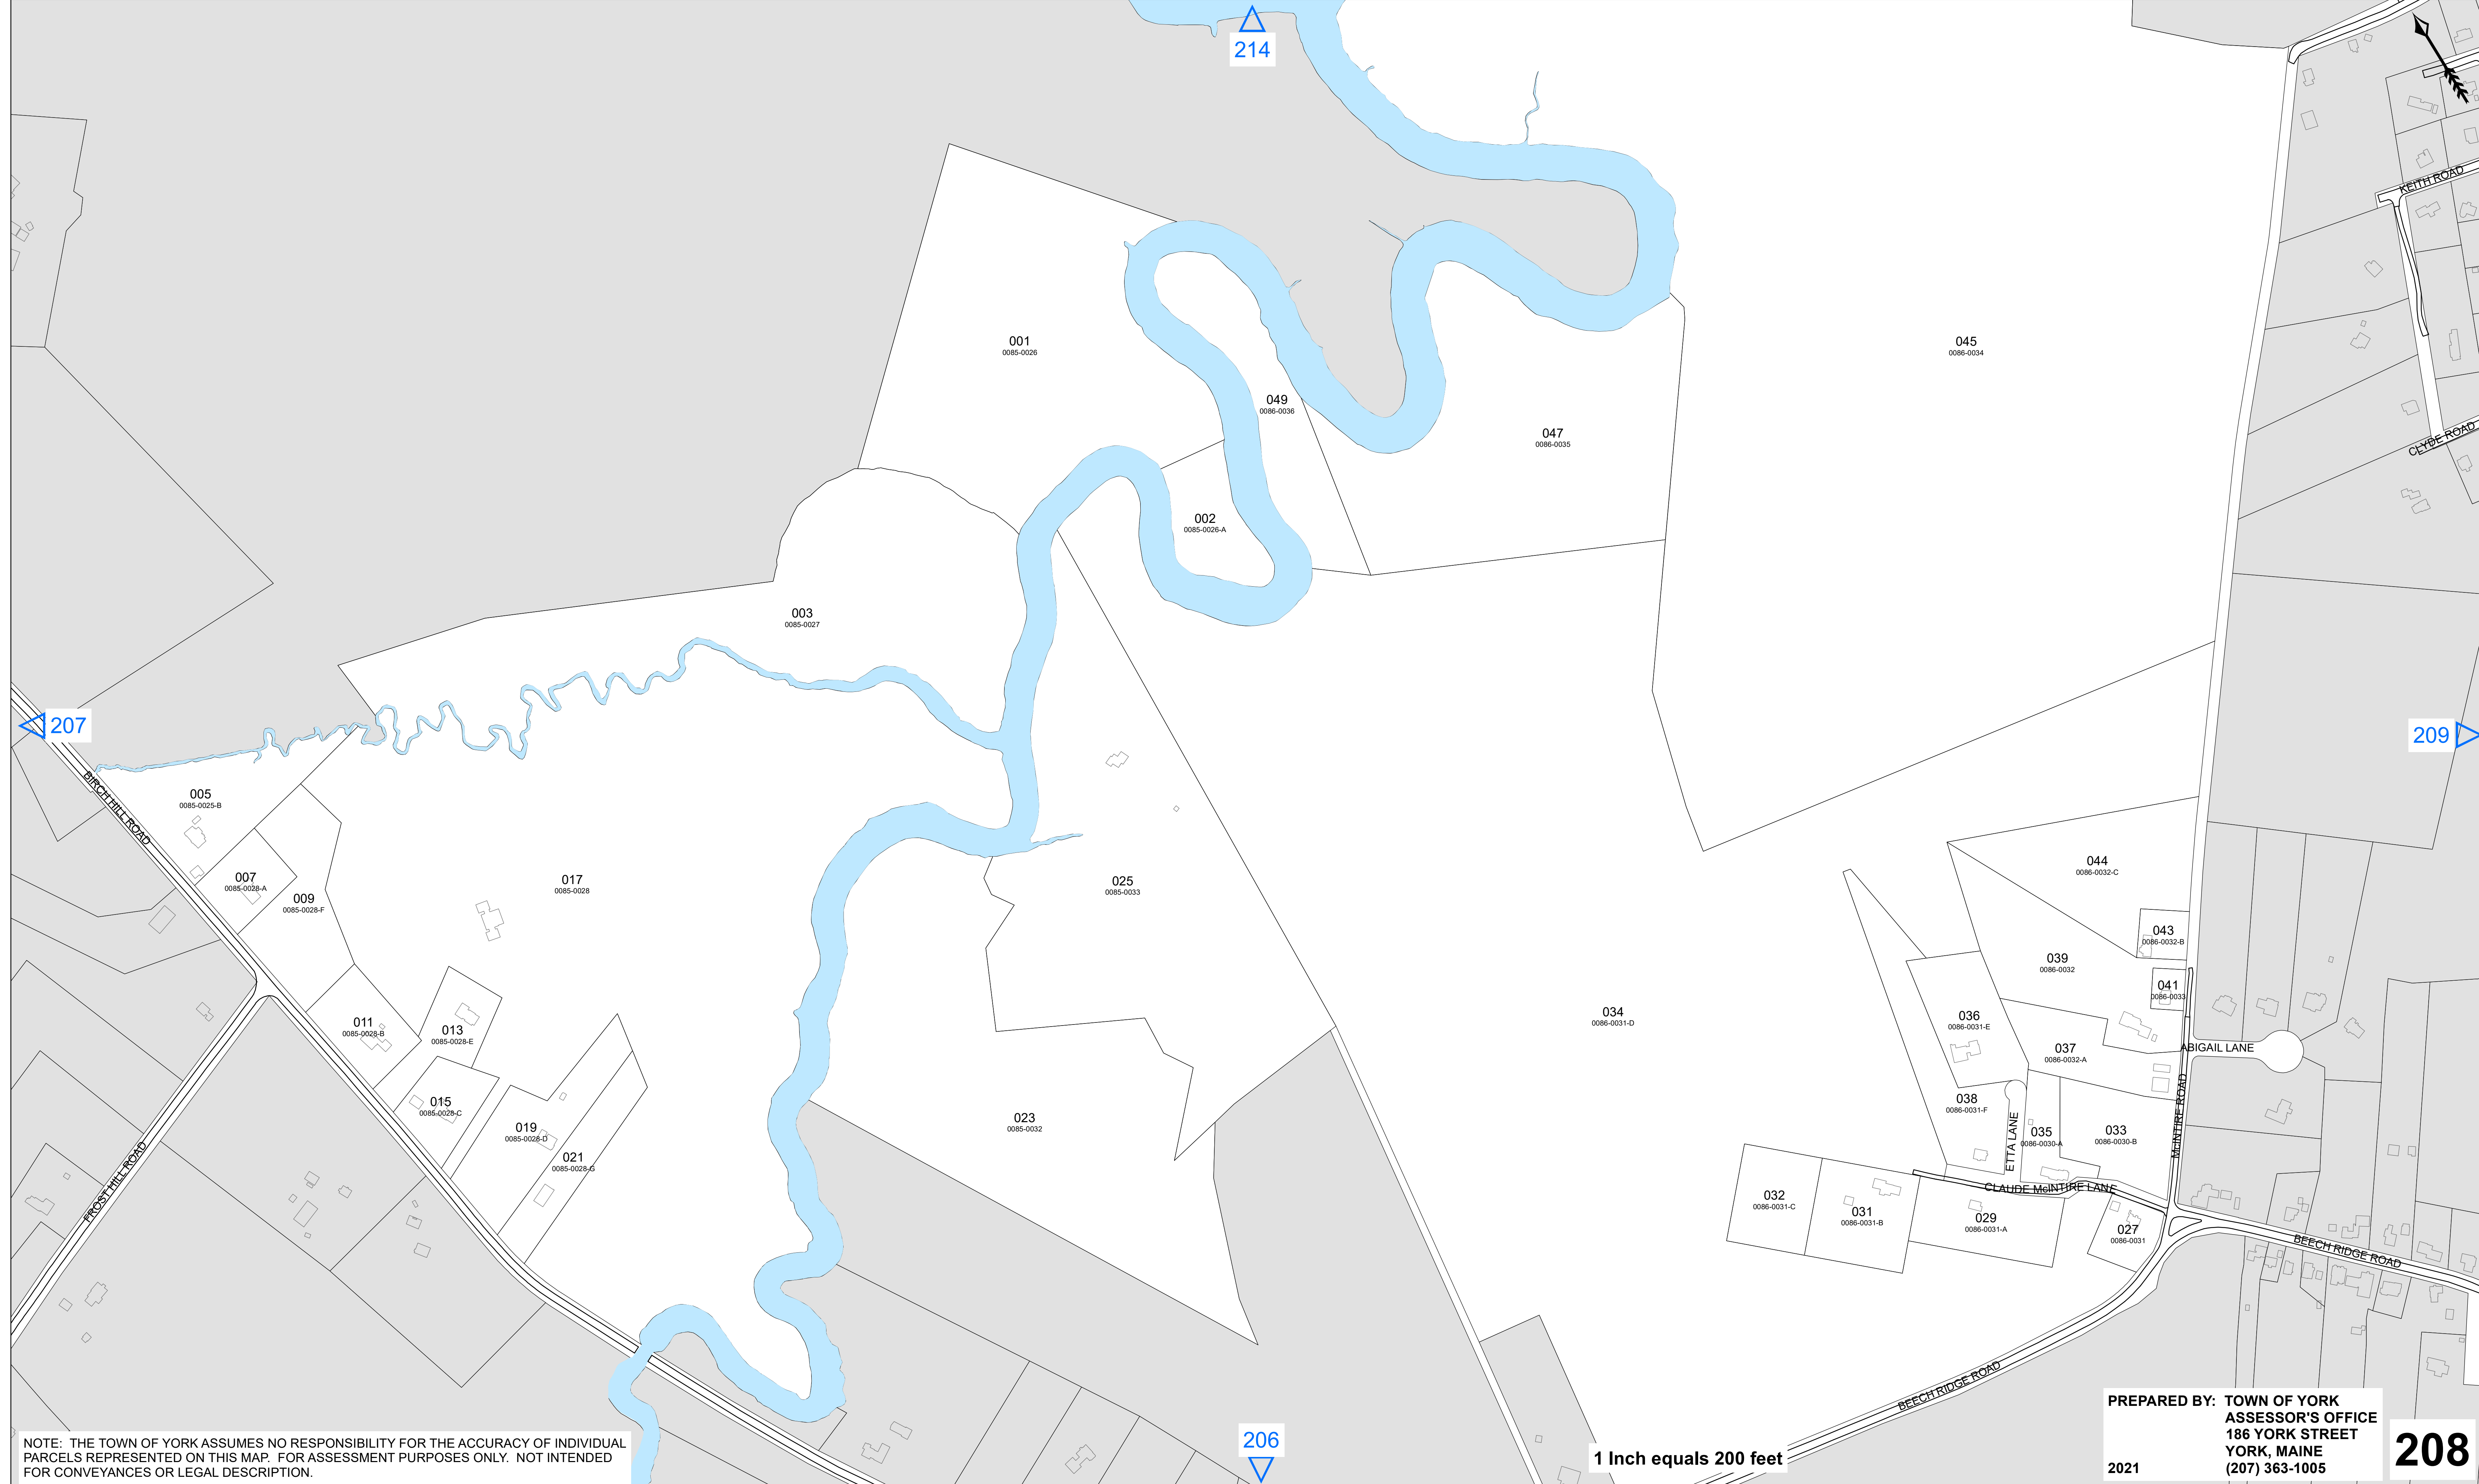 214
KEITH ROAD
001
0085-0026
045
0086-0034
049
0086-0036
047
0086-0035
CLYDE ROAD
002
0085-0026-A
003
0085-0027
207
209
BIRCH HILL ROAD
005
0085-0025-B
007
0085-0028-A
009
0085-0028-F
017
0085-0028
025
0085-0033
044
0086-0032-C
043
0086-0032-B
039
0086-0032
041
0086-0033
034
0086-0031-D
036
0086-0031-E
011
0085-0028-B
013
0085-0028-E
037
0086-0032-A
ABIGAIL LANE
015
0085-0028-C
038
0086-0031-F
McINTIRE ROAD
019
0085-0028-D
023
0085-0032
ETTA LANE
035
0086-0030-A
033
0086-0030-B
021
0085-0028-G
FROST HILL ROAD
CLAUDE McINTIRE LANE
032
0086-0031-C
031
0086-0031-B
029
0086-0031-A
027
0086-0031
BEECH RIDGE ROAD
BEECH RIDGE ROAD
NOTE: THE TOWN OF YORK ASSUMES NO RESPONSIBILITY FOR THE ACCURACY OF INDIVIDUAL
PARCELS REPRESENTED ON THIS MAP. FOR ASSESSMENT PURPOSES ONLY. NOT INTENDED
FOR CONVEYANCES OR LEGAL DESCRIPTION.
206
1 Inch equals 200 feet
PREPARED BY: TOWN OF YORK
ASSESSOR'S OFFICE
186 YORK STREET
YORK, MAINE
2021 (207) 363-1005
208